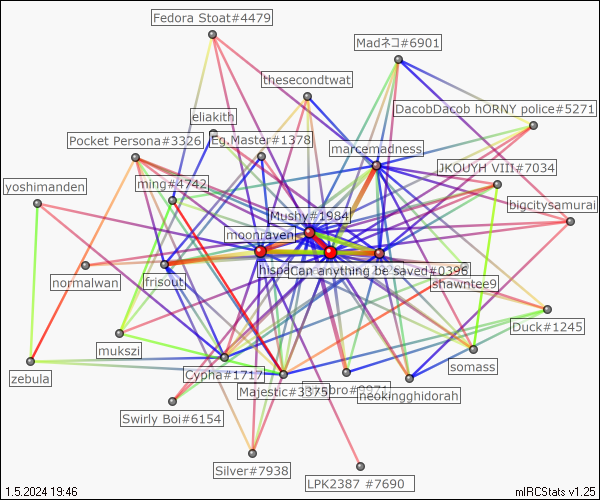 Fedora Stoat#4479
Madネコ#6901
thesecondtwat
DacobDacob hORNY police#5271
eliakith
Pocket Persona#3326
Eg.Master#1378
marcemadness
JKOUYH VIII#7034
ming#4742
yoshimanden
bigcitysamurai
Mushy#1984
moonraven
hispa
Can anything be saved#0396
normalwan
frisout
shawntee9
Duck#1245
mukszi
somass
zebula
Cypha#1717
Majestic#3375
neokingghidorah
Swirly Boi#6154
Silver#7938
LPK2387 #7690
1.5.2024 19:46
mIRCStats v1.25